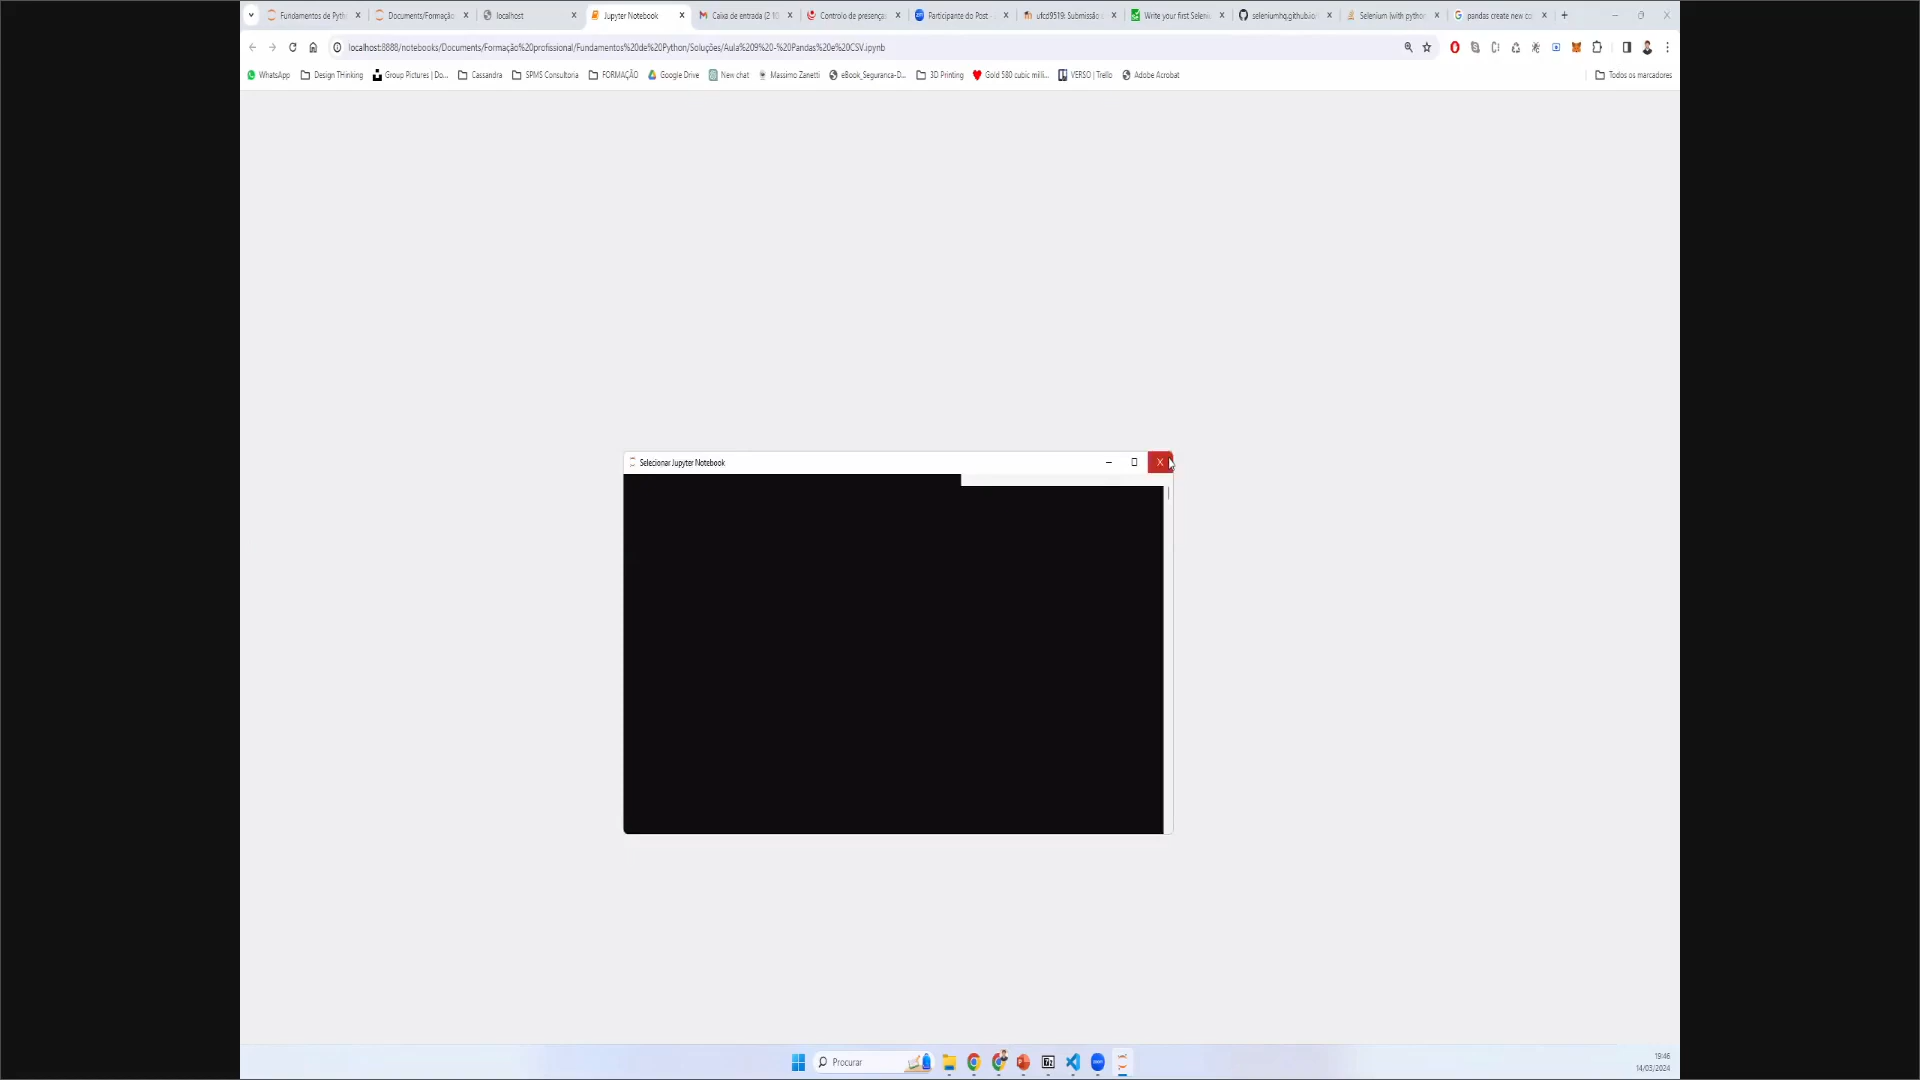 Fundamentos de Pyth
Documents/Formação
localhost
Jupyter Notebook
Caixa de entrada (2 10
Controlo de presença
Participante do Post -
ufcd9519: Submissão
Write your first Seleni
seleniumhq.github.io/
Selenium (with python
pandas create new co
localhost:8888/notebooks/Documents/Formação%20profissional/Fundamentos%20de%20Python/Soluções/Aula%209%20-%20Pandas%20e%20CSV.ipynb
WhatsApp
Design THinking
Group Pictures | Do...
Cassandra
SPMS Consultoria
FORMAÇÃO
Google Drive
New chat
Massimo Zanetti
eBook_Seguranca-D...
3D Printing
Gold 580 cubic milli...
VERSO | Trello
Adobe Acrobat
Todos os marcadores
Selecionar Jupyter Notebook
Procurar
19:46
14/03/2024